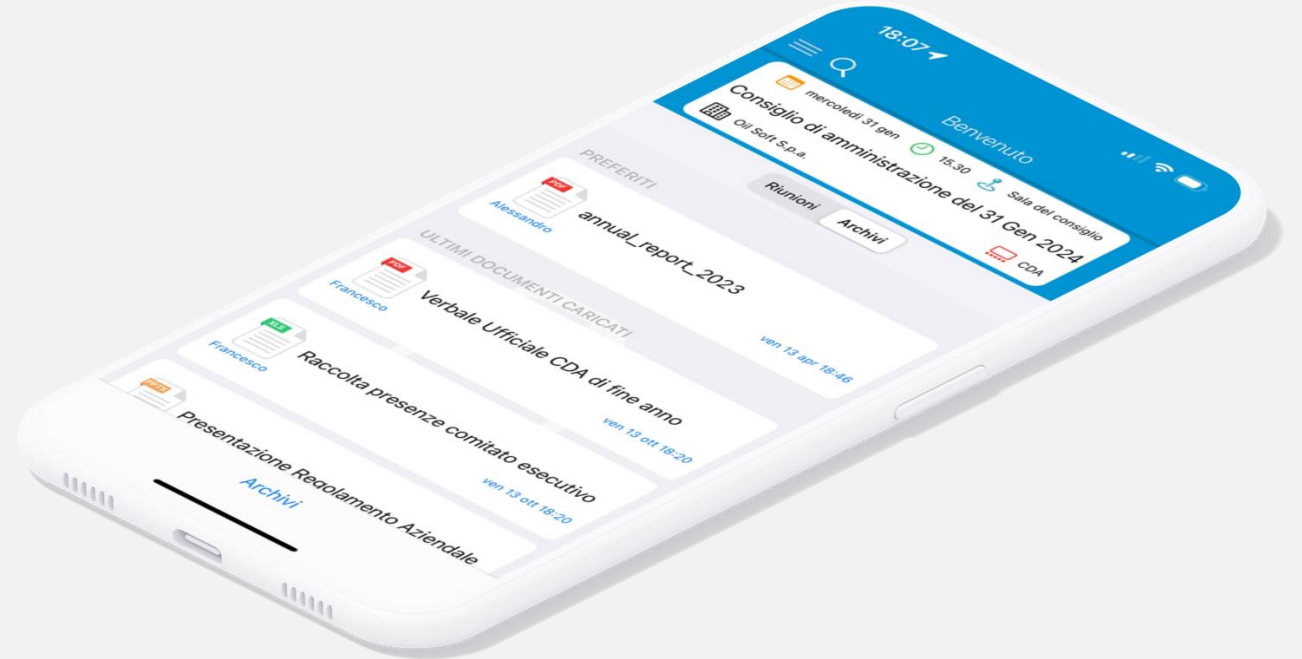 18:07
Benvenuto
mercoledì 31 gen 15.30 Sala del consiglio
Consiglio di amministrazione del 31 Gen 2024
Oil Soft S.p.a. CDA
Riunioni Archivi
PREFERITI
PDF annual_report_2023
Alessandro ven 13 apr 18:46
ULTIMI DOCUMENTI CARICATI
PDF Verbale Ufficiale CDA di fine anno
Francesco ven 13 ott 18:20
XLS Raccolta presenze comitato esecutivo
Francesco ven 13 ott 18:20
PPTX Presentazione Regolamento Aziendale
Archivi